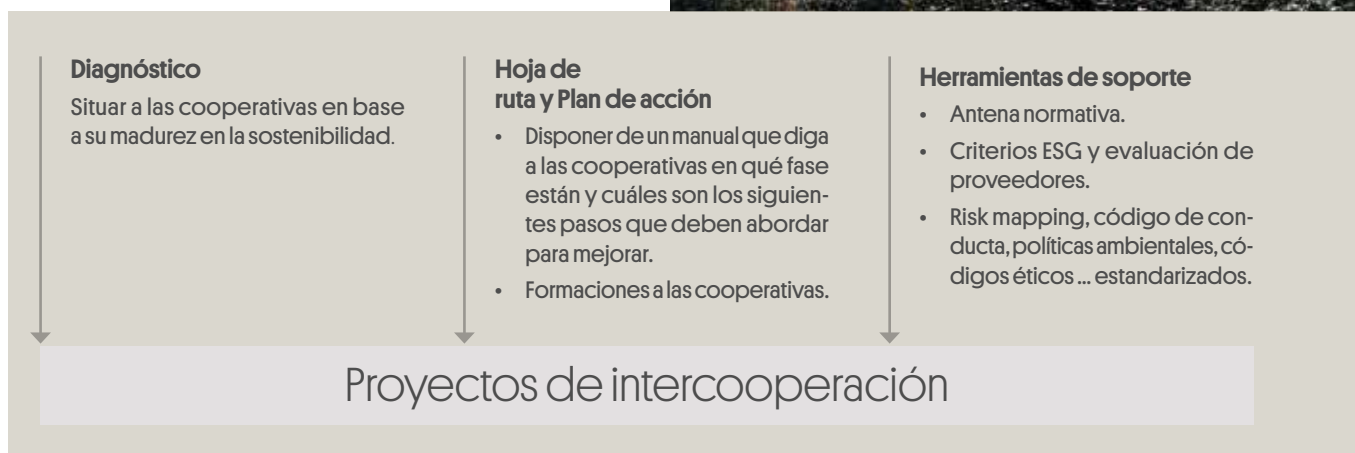 Diagnóstico
Situar a las cooperativas en base
a su madurez en la sostenibilidad.
Hoja de
ruta y Plan de acción
• Disponer de un manual que diga
a las cooperativas en qué fase
están y cuáles son los siguien-
tes pasos que deben abordar
para mejorar.
• Formaciones a las cooperativas.
Herramientas de soporte
• Antena normativa.
• Criterios ESG y evaluación de
proveedores.
• Risk mapping, código de con-
ducta, políticas ambientales, có-
digos éticos ... estandarizados.
Proyectos de intercooperación